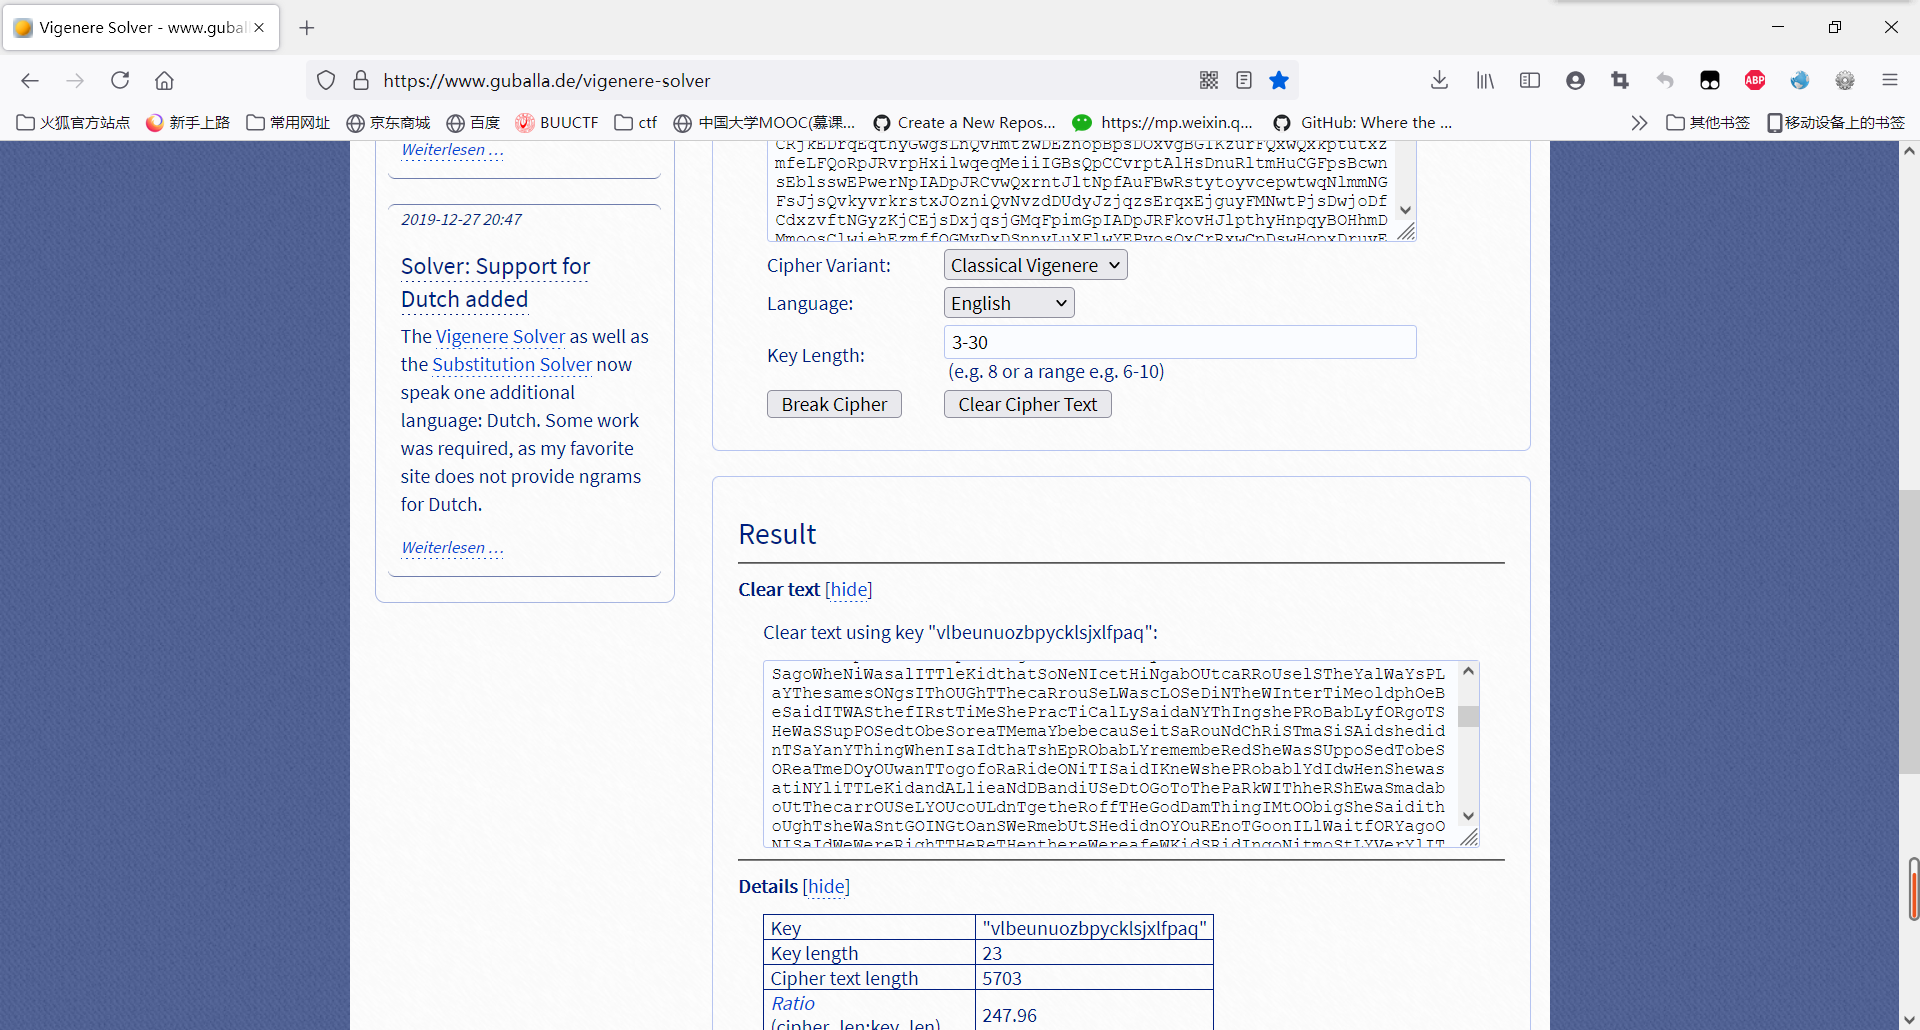 Vigenere Solver - www.gubal
https://www.guballa.de/vigenere-solver
ABP
火狐官方站点 新手上路 常用网址 京东商城 百度 BUUCTF ctf 中国大学MOOC(慕课... Create a New Repos... https://mp.weixin.q... GitHub: Where the ... 其他书签 移动设备上的书签
Weiterlesen ...
2019-12-27 20:47
Solver: Support for
Dutch added
The Vigenere Solver as well as
the Substitution Solver now
speak one additional
language: Dutch. Some work
was required, as my favorite
site does not provide ngrams
for Dutch.
Weiterlesen ...
CRjkEDrqEqthyGwgsLnQvHmtzwDEznopBpsDOxvgBGlKzurFQxwQxkptutxz
mfeLFQoRpJRvrpHxilwqeqMeiiIGBsQpCCvrptAlHsDnuRltmHuCGFpsBcwn
sEblsswEPwerNpIADpJRCvwQxrntJltNpfAuFBwRstytoyvcepwtwqNlmmNG
FsJjsQvkyvrkrstxJOzniQvNvzdDUdyJzjqzsErqxEjguyFMNwtPjsDwjoDf
CdxzvftNGyzKjCEjsDxjqsjGMqFpimGpIADpJRFkovHJlpthyHnpqyBOHhmD
Cipher Variant: Classical Vigenere
Language: English
Key Length: 3-30
(e.g. 8 or a range e.g. 6-10)
Break Cipher Clear Cipher Text
Result
Clear text [hide]
Clear text using key "vlbeunuozbpycklsjxlfpaq":
SagoWheNiWasalITTleKidthatSoNeNIcetHiNgabOUtcaRRoUselSTheYalWaYsPL
aYThesamesONgsIThOUGhTThecaRrouSeLWascLOSeDiNTheWInterTiMeoldphOeB
eSaidITWASthefIRstTiMeShePracTiCalLySaidaNYThIngshePRoBabLyfORgoTS
HeWaSSupPOSedtObeSoreaTMemaYbebecauSeitSaRouNdChRiSTmaSiSAidshedid
nTSaYanYThingWhenIsaIdthaTshEpRObabLYremembeRedSheWasSUppoSedTobeS
OReaTmeDOyOUwanTTogofoRaRideONiTISaidIKneWshePRobablYdIdwHenShewas
atiNYliTTLeKidandALlieaNdDBandiUSeDtOGoToThePaRkWIThheRShEwaSmadab
oUtThecarrOUSeLYOUcoULdnTgetheRoffTHeGodDamThingIMtOObigSheSaidith
oUghTsheWaSntGOINGtOanSWeRmebUtSHedidnOYOuREnoTGoonILlWaitfORYagoO
NISaIdWeWereRighTTHeReTHenthereWereafeWKidSRidIngoNitmoStLYVerYlIT
Details [hide]
Key "vlbeunuozbpycklsjxlfpaq"
Key length 23
Cipher text length 5703
Ratio
(cipher_len:key_len) 247.96